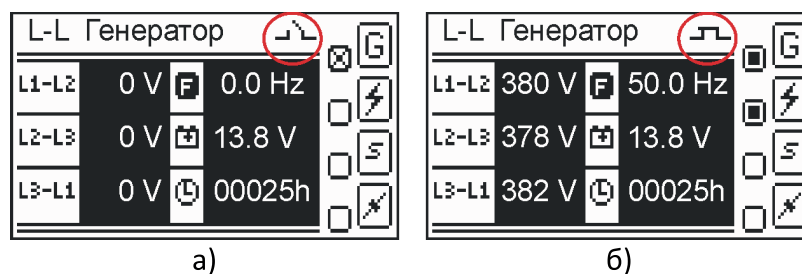 L-L Генератор
L1-L2 0 V F 0.0 Hz
L2-L3 0 V 13.8 V
L3-L1 0 V 00025h
G
S
а)
L-L Генератор
L1-L2 380 V F 50.0 Hz
L2-L3 378 V 13.8 V
L3-L1 382 V 00025h
G
S
б)